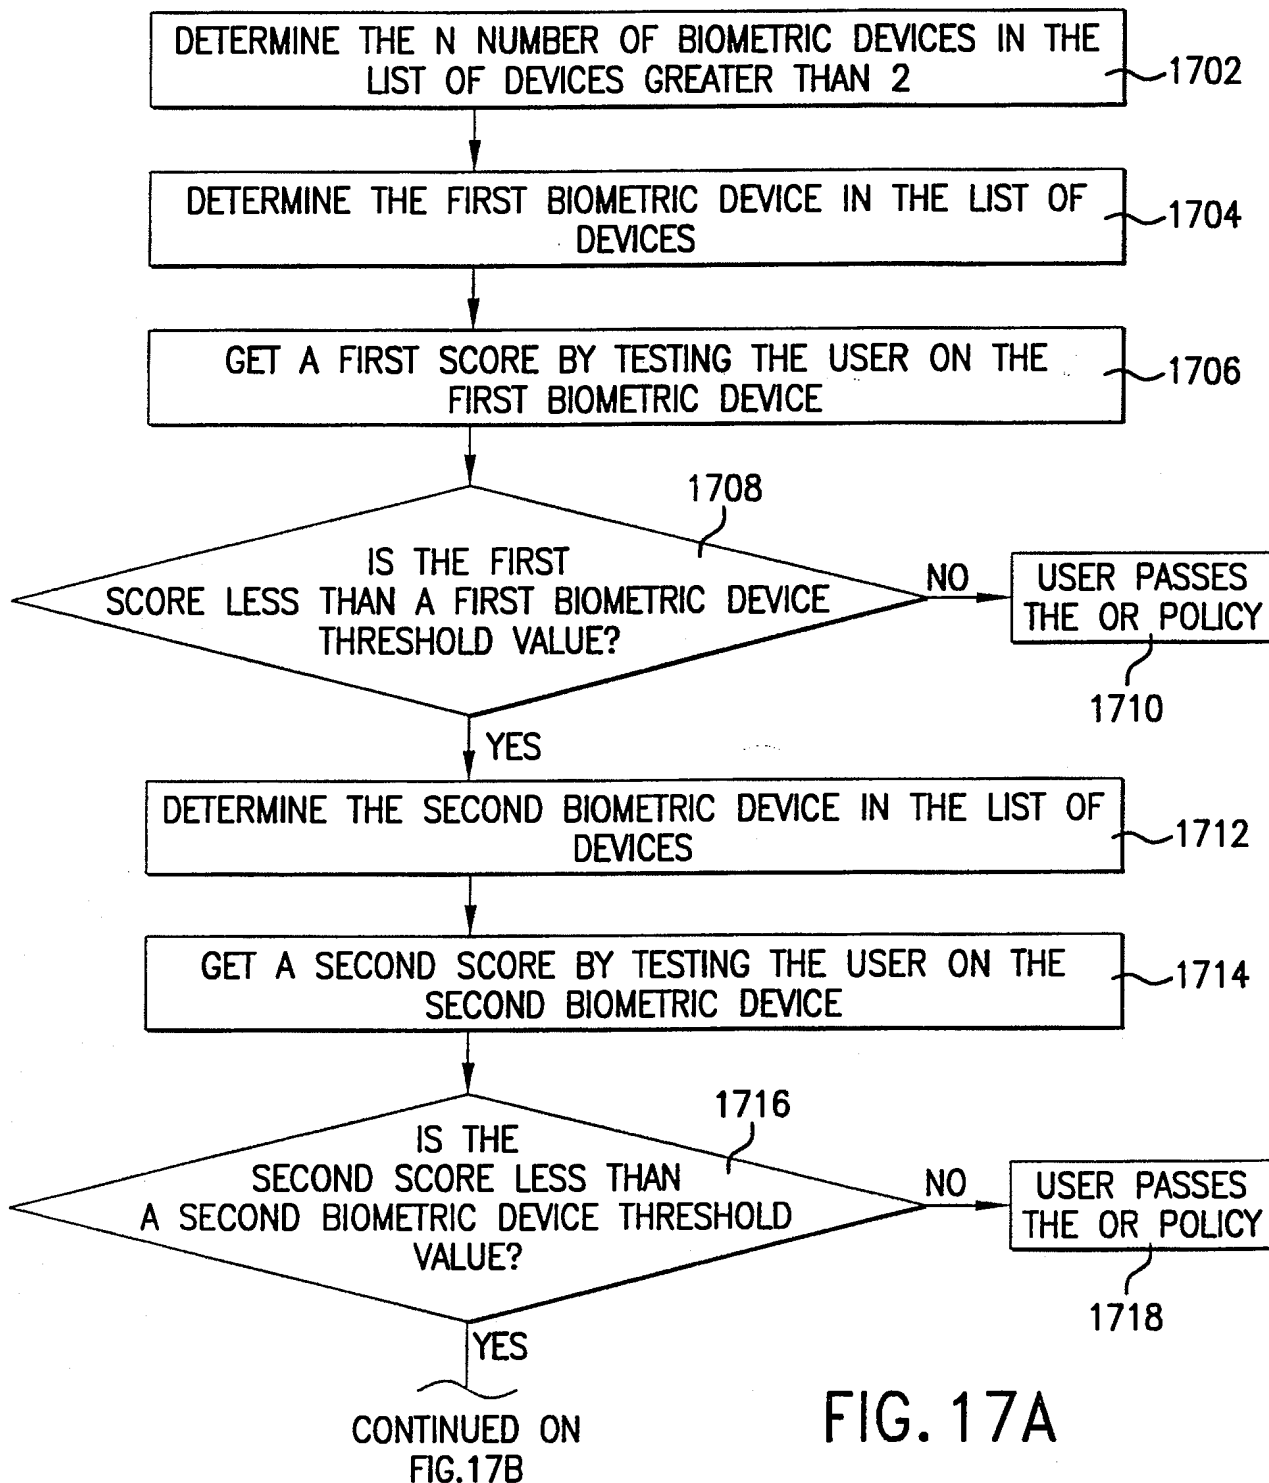 DETERMINE THE N NUMBER OF BIOMETRIC DEVICES IN THE
LIST OF DEVICES GREATER THAN 2
1702
DETERMINE THE FIRST BIOMETRIC DEVICE IN THE LIST OF
DEVICES
1704
GET A FIRST SCORE BY TESTING THE USER ON THE
FIRST BIOMETRIC DEVICE
1706
1708
IS THE FIRST
SCORE LESS THAN A FIRST BIOMETRIC DEVICE
THRESHOLD VALUE?
NO
USER PASSES
THE OR POLICY
1710
YES
DETERMINE THE SECOND BIOMETRIC DEVICE IN THE LIST OF
DEVICES
1712
GET A SECOND SCORE BY TESTING THE USER ON THE
SECOND BIOMETRIC DEVICE
1714
1716
IS THE
SECOND SCORE LESS THAN
A SECOND BIOMETRIC DEVICE THRESHOLD
VALUE?
NO
USER PASSES
THE OR POLICY
1718
YES
CONTINUED ON
FIG.17B
FIG. 17A